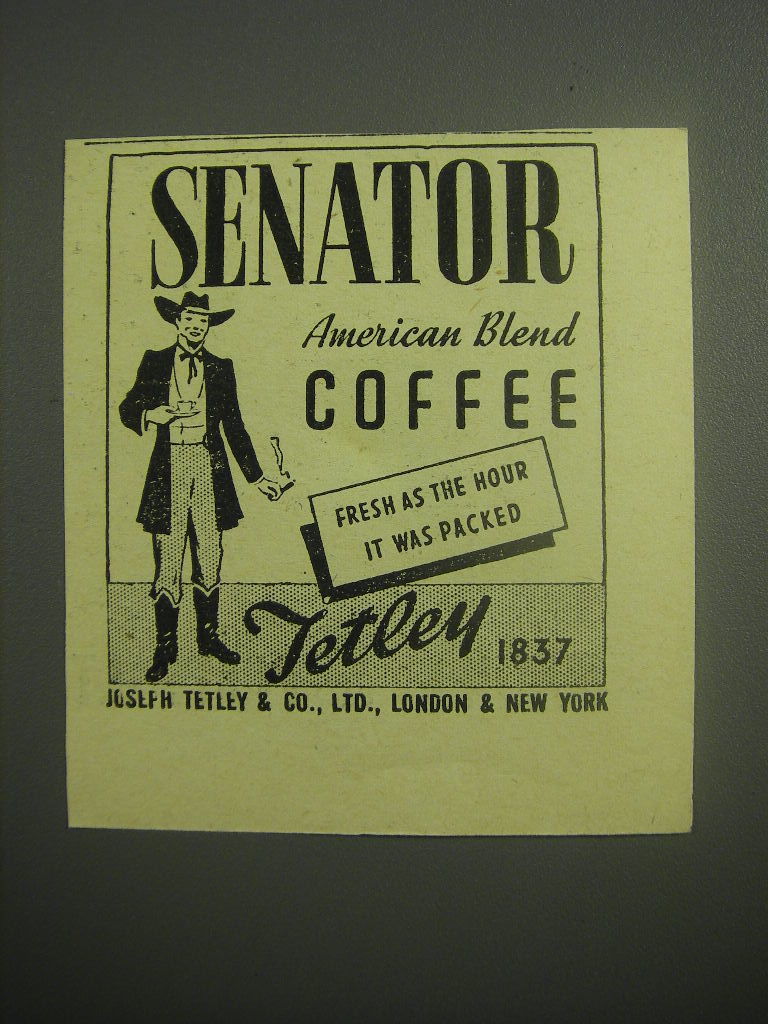 SENATOR
American Blend
COFFEE
FRESH AS THE HOUR
IT WAS PACKED
Tetley 1837
JOSEPH TETLEY & CO., LTD., LONDON & NEW YORK